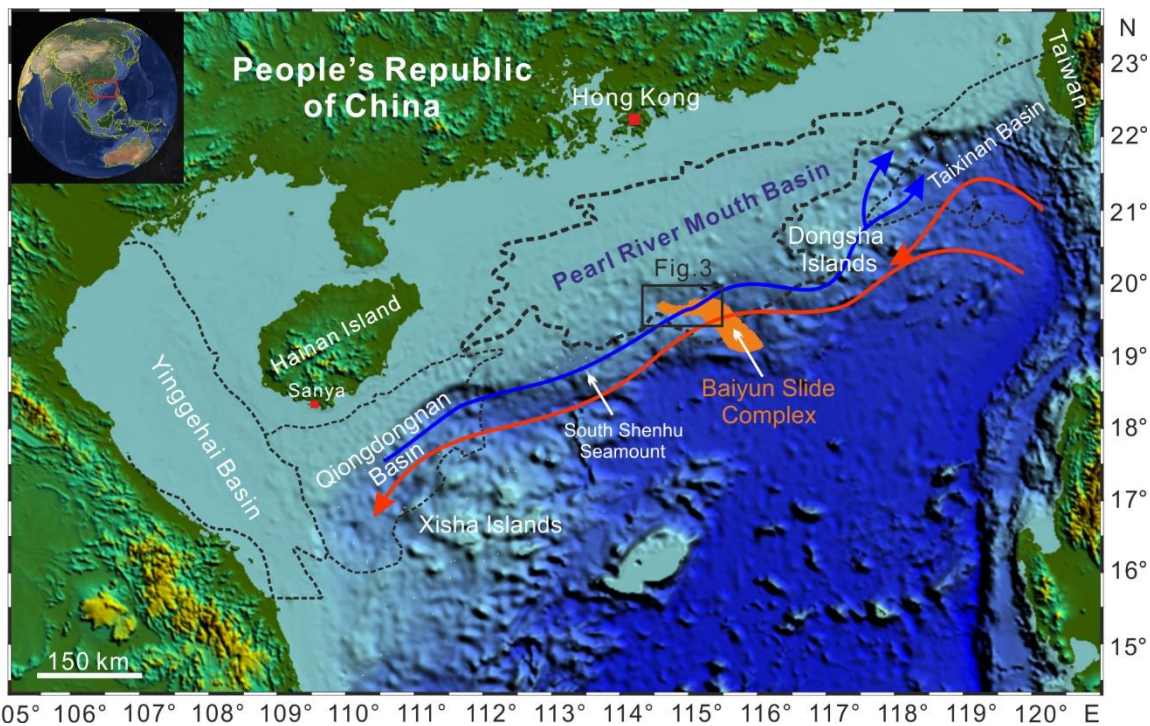 N
People's Republic
of China
Hong Kong
Taiwan
23°
22°
21°
20°
19°
18°
17°
16°
15°
Taixinan Basin
Pearl River Mouth Basin
Dongsha
Islands
Fig.3
Hainan Island
Sanya
Yinggehai Basin
Qiongdongnan
Basin
South Shenhu
Seamount
Baiyun Slide
Complex
Xisha Islands
150 km
05° 106° 107° 108° 109° 110° 111° 112° 113° 114° 115° 116° 117° 118° 119° 120° E